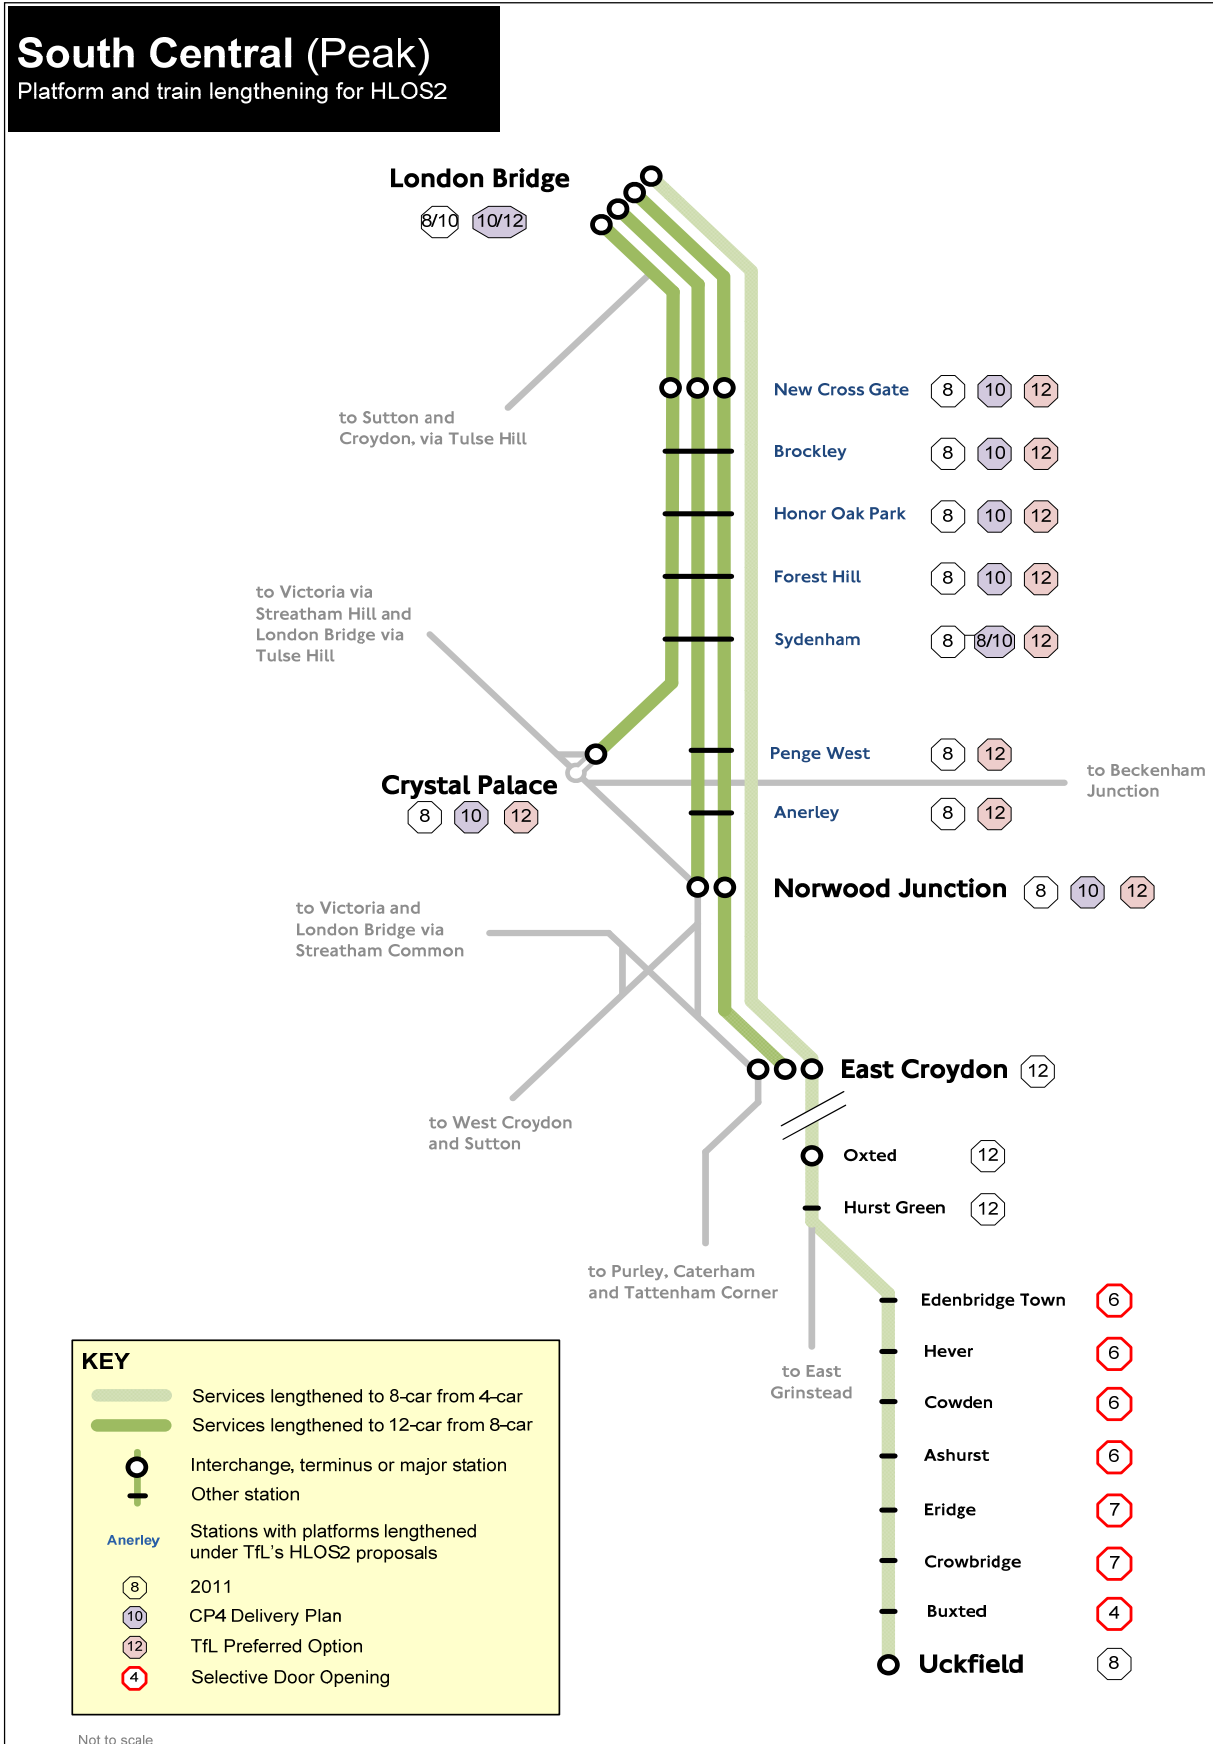 South Central (Peak)
Platform and train lengthening for HLOS2
London Bridge
8/10 10/12
to Sutton and
Croydon, via Tulse Hill
New Cross Gate 8 10 12
Brockley 8 10 12
Honor Oak Park 8 10 12
Forest Hill 8 10 12
to Victoria via
Streatham Hill and
London Bridge via
Tulse Hill
Sydenham 8 8/10 12
Penge West 8 12
to Beckenham
Junction
Crystal Palace
8 10 12
Anerley 8 12
Norwood Junction 8 10 12
to Victoria and
London Bridge via
Streatham Common
East Croydon 12
to West Croydon
and Sutton
Oxted 12
Hurst Green 12
to Purley, Caterham
and Tattenham Corner
Edenbridge Town 6
Hever 6
to East
Grinstead
Cowden 6
Ashurst 6
Eridge 7
Crowbridge 7
Buxted 4
Uckfield 8
KEY
Services lengthened to 8-car from 4-car
Services lengthened to 12-car from 8-car
Interchange, terminus or major station
Other station
Anerley
Stations with platforms lengthened
under TfL's HLOS2 proposals
8 2011
10 CP4 Delivery Plan
12 TfL Preferred Option
4 Selective Door Opening
Not to scale